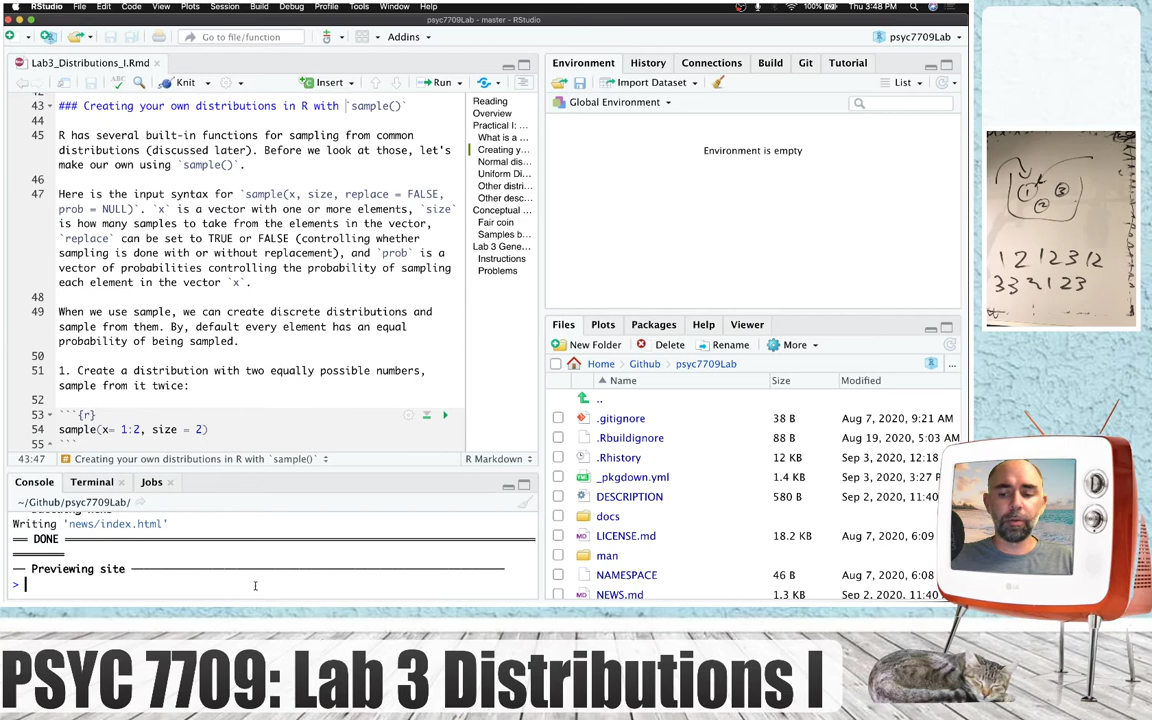 RStudio File Edit Code View Plots Session Build Debug Profile Tools Window Help 100% Thu 3:48 PM
psyc7709Lab - master - RStudio
Go to file/function Addins psyc7709Lab
Lab3_Distributions_I.Rmd
Knit Insert Run
43 ### Creating your own distributions in R with `sample()`
44
45 R has several built-in functions for sampling from common
distributions (discussed later). Before we look at those, let's
make our own using `sample()`.
46
47 Here is the input syntax for `sample(x, size, replace = FALSE,
prob = NULL)`. `x` is a vector with one or more elements, `size`
is how many samples to take from the elements in the vector,
`replace` can be set to TRUE or FALSE (controlling whether
sampling is done with or without replacement), and `prob` is a
vector of probabilities controlling the probability of sampling
each element in the vector `x`.
48
49 When we use sample, we can create discrete distributions and
sample from them. By, default every element has an equal
probability of being sampled.
50
51 1. Create a distribution with two equally possible numbers,
sample from it twice:
52
53 ```{r}
54 sample(x= 1:2, size = 2)
55 ```
Reading
Overview
Practical I: ...
What is a ...
Creating y...
Normal dis...
Uniform Di...
Other distri...
Other desc...
Conceptual ...
Fair coin
Samples b...
Lab 3 Gene...
Instructions
Problems
43:47 Creating your own distributions in R with `sample()` R Markdown
Console Terminal Jobs
~/Github/psyc7709Lab/
Writing 'news/index.html'
== DONE ==
— Previewing site —
>
Environment History Connections Build Git Tutorial
Import Dataset List
Global Environment
Environment is empty
Files Plots Packages Help Viewer
New Folder Delete Rename More
Home Github psyc7709Lab ...
Name Size Modified
..
.gitignore 38 B Aug 7, 2020, 9:21 AM
.Rbuildignore 88 B Aug 19, 2020, 5:03 AM
.Rhistory 12 KB Sep 3, 2020, 12:18
_pkgdown.yml 1.4 KB Sep 3, 2020, 3:27 P
DESCRIPTION 580 B Sep 2, 2020, 11:40
docs
LICENSE.md 18.2 KB Aug 7, 2020, 6:09
man
NAMESPACE 46 B Aug 7, 2020, 6:08
NEWS.md 1.3 KB Sep 2, 2020, 11:40
1 3
2
1 2 1 2 3 1 2
LG
PSYC 7709: Lab 3 Distributions I